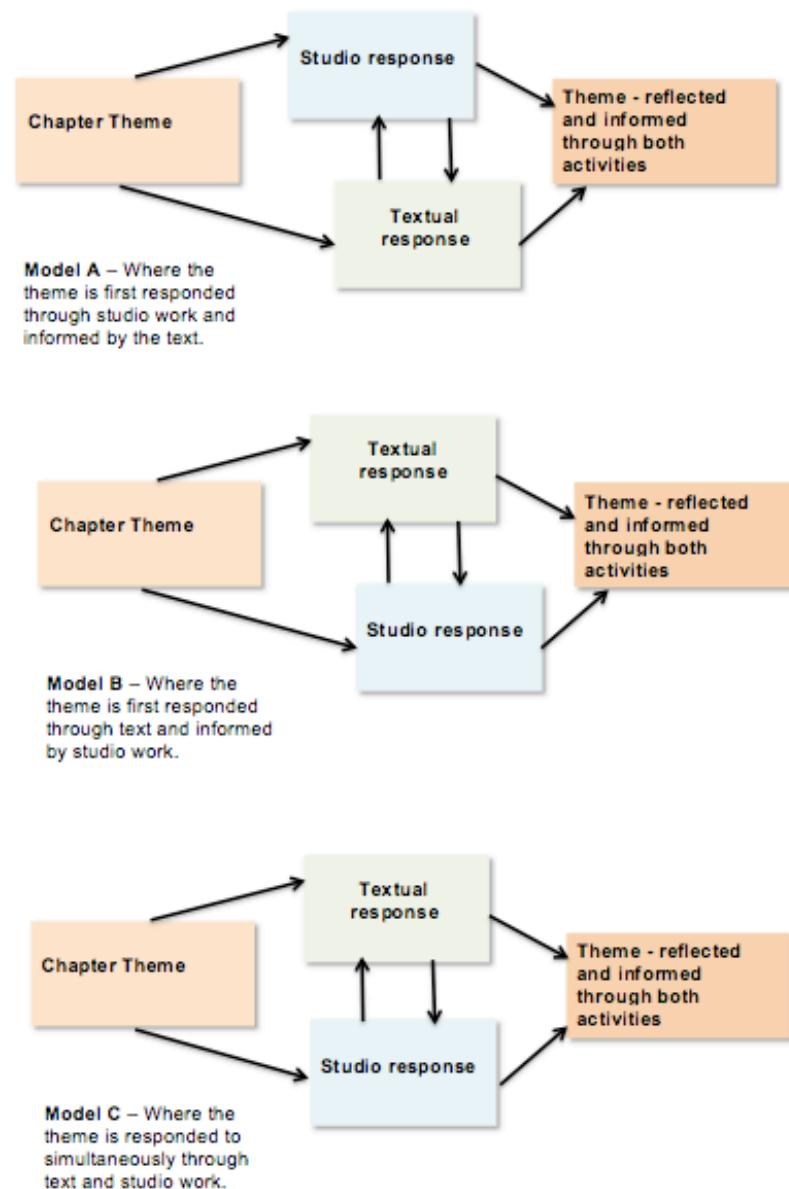 Studio response
Chapter Theme
Theme - reflected
and informed
through both
activities
Textual
response
Model A – Where the
theme is first responded
through studio work and
informed by the text.
Textual
response
Chapter Theme
Theme - reflected
and informed
through both
activities
Studio response
Model B – Where the
theme is first responded
through text and informed
by studio work.
Textual
response
Chapter Theme
Theme - reflected
and informed
through both
activities
Studio response
Model C – Where the
theme is responded to
simultaneously through
text and studio work.